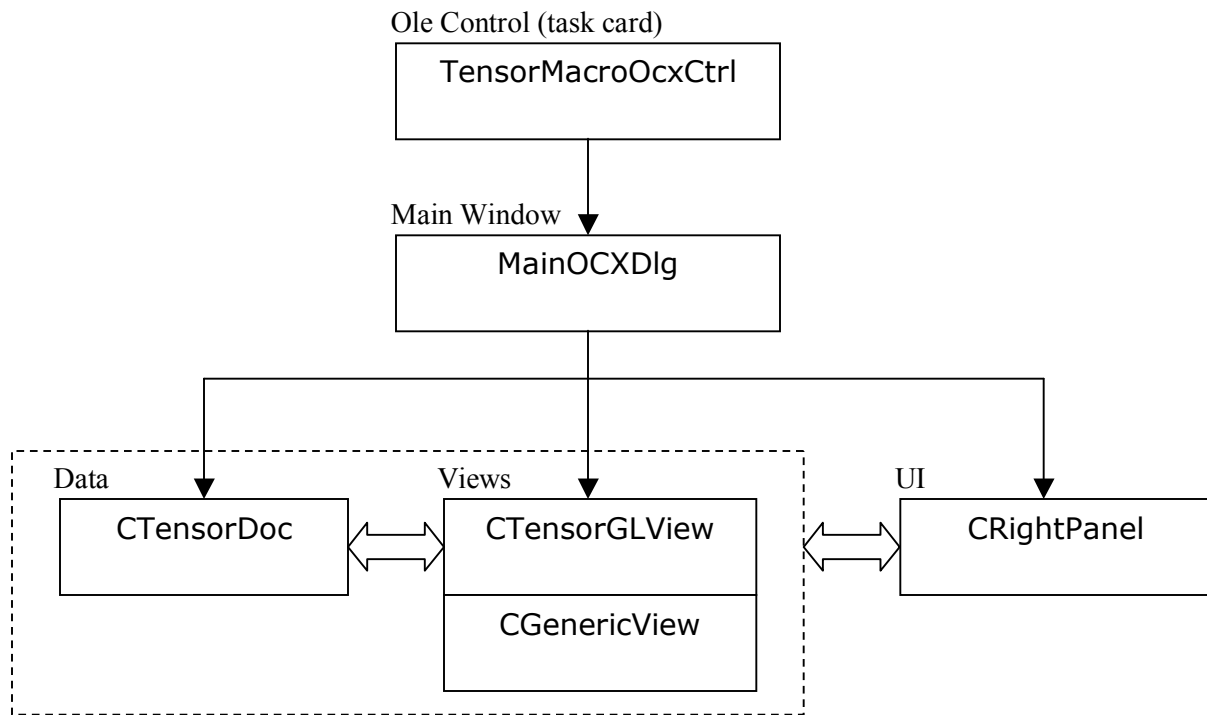 Ole Control (task card)
TensorMacroOcxCtrl
Main Window
MainOCXDlg
Data
Views
UI
CTensorDoc
CTensorGLView
CRightPanel
CGenericView